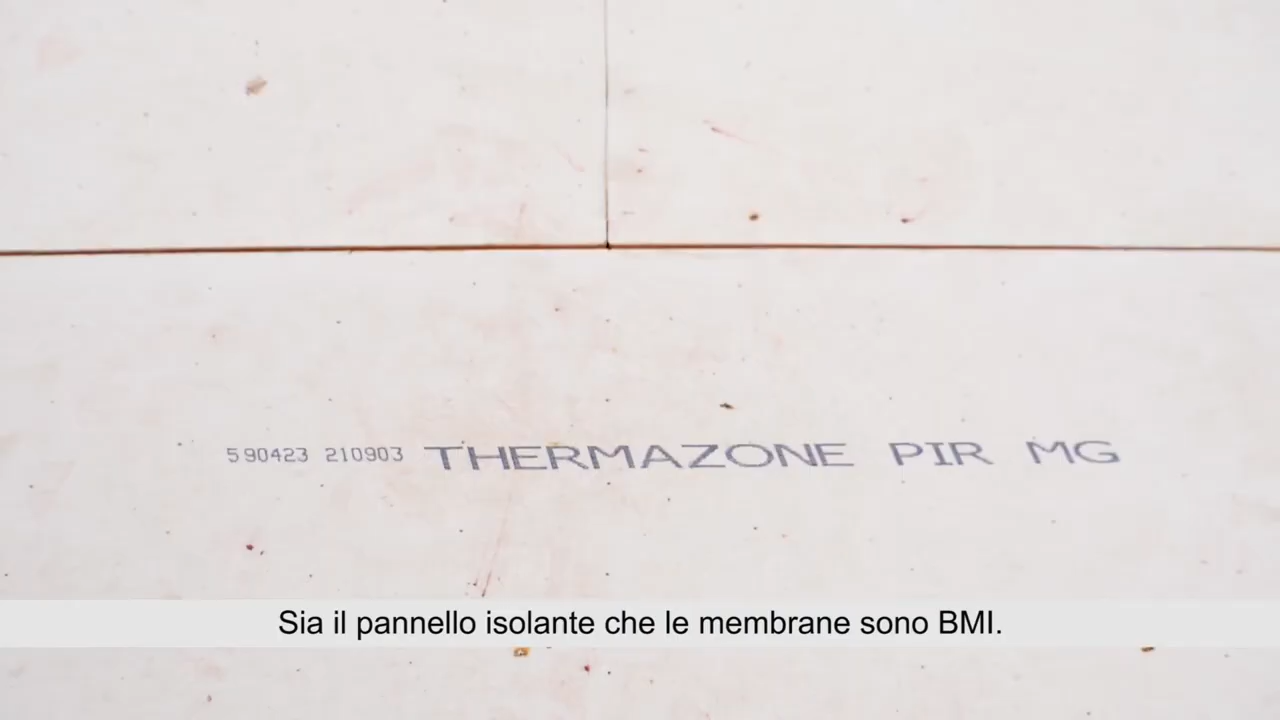 590423 210903 THERMAZONE PIR MG
Sia il pannello isolante che le membrane sono BMI.